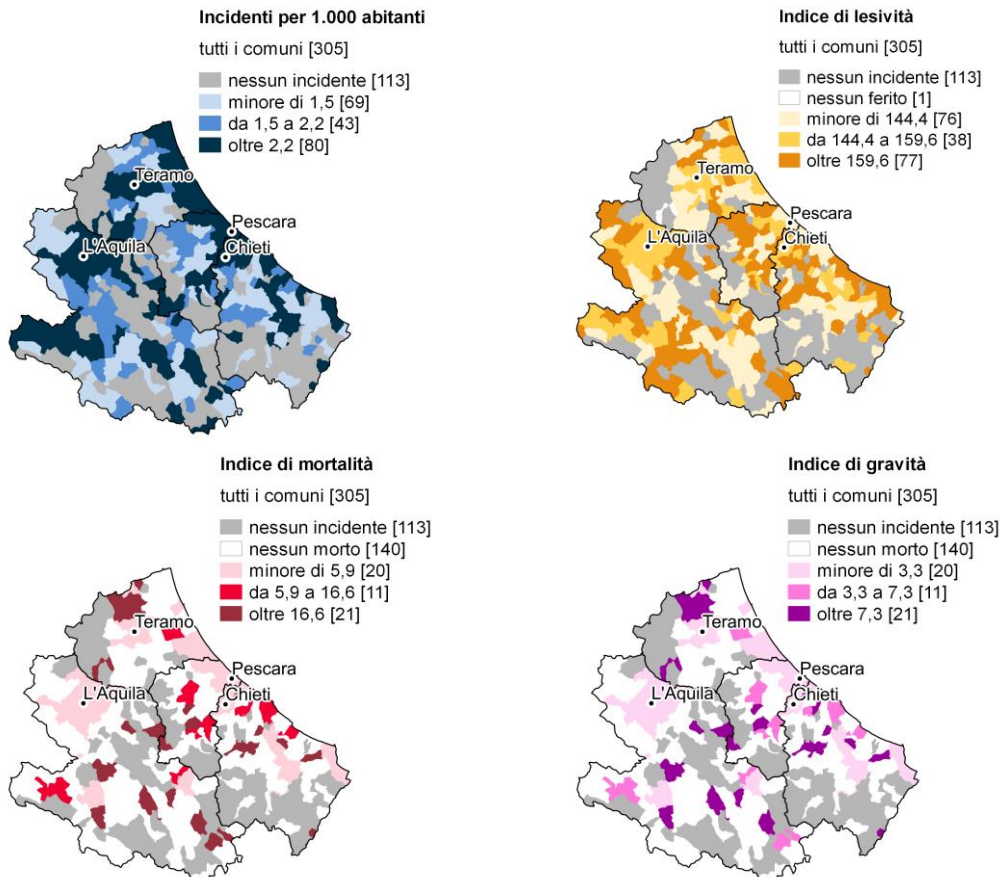 Incidenti per 1.000 abitanti
tutti i comuni [305]
nessun incidente [113]
minore di 1,5 [69]
da 1,5 a 2,2 [43]
oltre 2,2 [80]
Teramo
Pescara
L'Aquila
Chieti
Indice di lesività
tutti i comuni [305]
nessun incidente [113]
nessun ferito [1]
minore di 144,4 [76]
da 144,4 a 159,6 [38]
oltre 159,6 [77]
Teramo
Pescara
L'Aquila
Chieti
Indice di mortalità
tutti i comuni [305]
nessun incidente [113]
nessun morto [140]
minore di 5,9 [20]
da 5,9 a 16,6 [11]
oltre 16,6 [21]
Teramo
Pescara
L'Aquila
Chieti
Indice di gravità
tutti i comuni [305]
nessun incidente [113]
nessun morto [140]
minore di 3,3 [20]
da 3,3 a 7,3 [11]
oltre 7,3 [21]
Teramo
Pescara
L'Aquila
Chieti